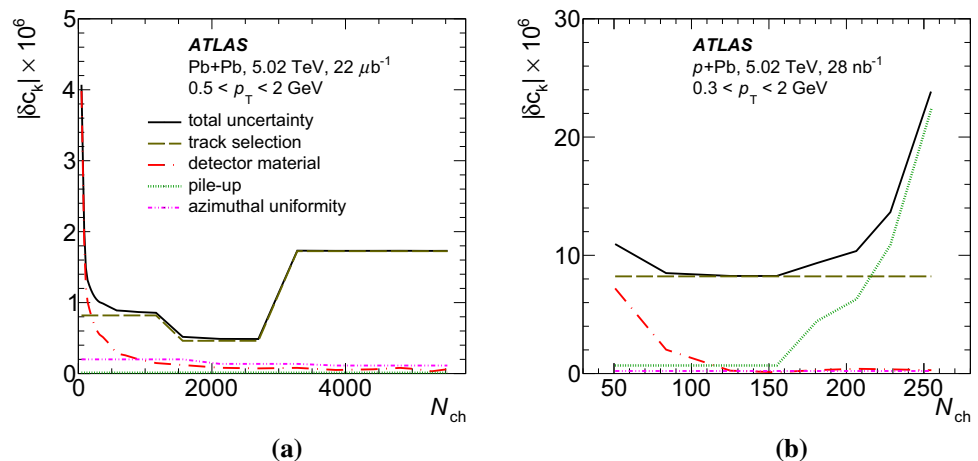 |δc_k| × 10^6
5
4
3
2
1
0
ATLAS
Pb+Pb, 5.02 TeV, 22 μb^-1
0.5 < p_T < 2 GeV
total uncertainty
track selection
detector material
pile-up
azimuthal uniformity
0 2000 4000
N_ch
(a)
|δc_k| × 10^6
30
20
10
0
ATLAS
p+Pb, 5.02 TeV, 28 nb^-1
0.3 < p_T < 2 GeV
50 100 150 200 250
N_ch
(b)